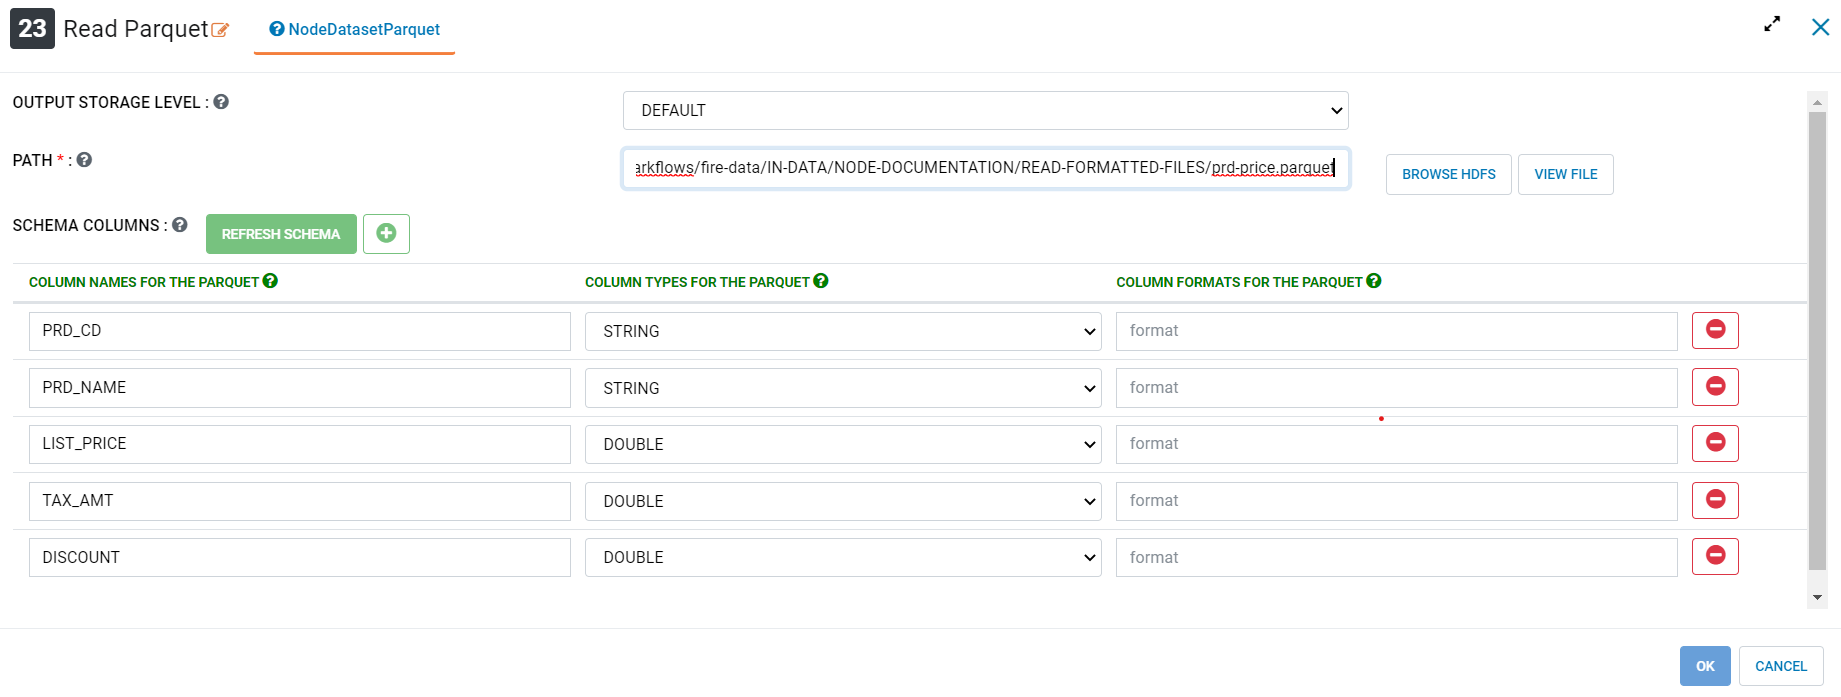 23 Read Parquet NodeDatasetParquet
OUTPUT STORAGE LEVEL : DEFAULT
PATH * : arkflows/fire-data/IN-DATA/NODE-DOCUMENTATION/READ-FORMATTED-FILES/prd-price.parquet BROWSE HDFS VIEW FILE
SCHEMA COLUMNS : REFRESH SCHEMA
COLUMN NAMES FOR THE PARQUET COLUMN TYPES FOR THE PARQUET COLUMN FORMATS FOR THE PARQUET
PRD_CD STRING format
PRD_NAME STRING format
LIST_PRICE DOUBLE format
TAX_AMT DOUBLE format
DISCOUNT DOUBLE format
OK CANCEL